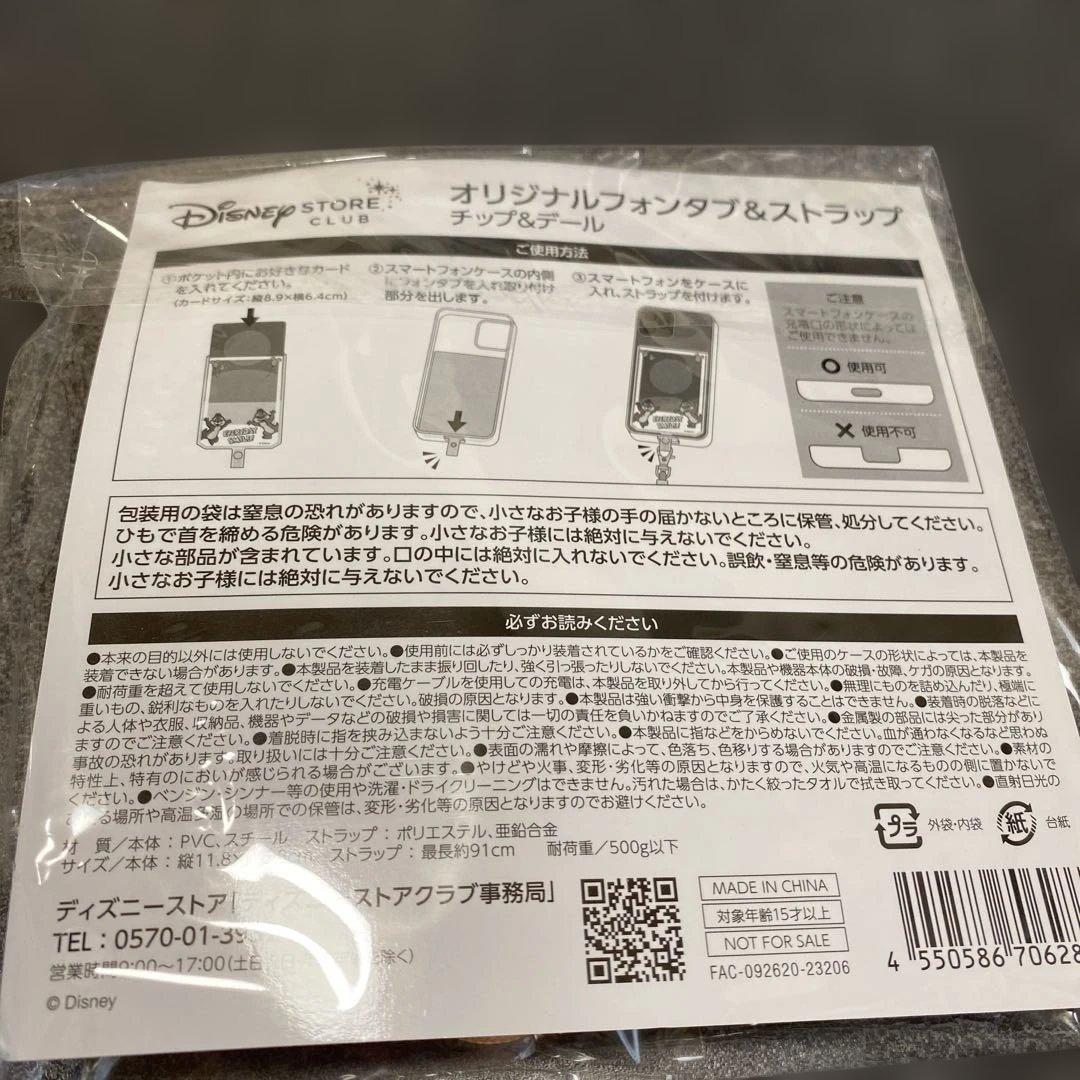 Disney STORE CLUB
オリジナルフォンタブ&ストラップ
チップ&デール
ご使用方法
①ポケット内にお好きなカード
を入れてください。
(カードサイズ:縦8.9×横6.4cm)
②スマートフォンケースの内側
にフォンタブを入れ取り付け
部分を出します。
③スマートフォンをケースに
入れ、ストラップを付けます。
EVERYDAY
EVERYDAY
ご注意
スマートフォンケースの
充電口の形状によっては
ご使用できません。
使用可
使用不可
包装用の袋は窒息の恐れがありますので、小さなお子様の手の届かないところに保管、処分してください。
ひもで首を締める危険があります。小さなお子様には絶対に与えないでください。
小さな部品が含まれています。口の中には絶対に入れないでください。誤飲・窒息等の危険があります。
小さなお子様には絶対に与えないでください。
必ずお読みください
●本来の目的以外には使用しないでください。●使用前には必ずしっかり装着されているかをご確認ください。●ご使用のケースの形状によっては、本製品を
装着できない場合があります。●本製品を装着したまま振り回したり、強く引っ張ったりしないでください。本製品や機器本体の破損・故障、ケガの原因となります。
●耐荷重を超えて使用しないでください。●充電ケーブルを使用しての充電は、本製品を取り外してから行ってください。●無理にものを詰め込んだり、極端に
重いもの、鋭利なものを入れたりしないでください。破損の原因となります。●本製品は強い衝撃から中身を保護することはできません。●装着時の脱落などに
よる人体や衣服、収納品、機器やデータなどの破損や損害に関しては一切の責任を負いかねますのでご了承ください。●金属製の部品には尖った部分があり
ますのでご注意ください。●着脱時に指を挟み込まないよう十分ご注意ください。●本製品に指などをからめないでください。血が通わなくなるなど思わぬ
事故の恐れがあります。取り扱いには十分ご注意ください。●表面の濡れや摩擦によって、色落ち、色移りする場合がありますのでご注意ください。●素材の
特性上、特有のにおいが感じられる場合がございます。●やけどや火事、変形・劣化等の原因となりますので、火気や高温になるものの側に置かないで
ください。●ベンジン、シンナー等の使用や洗濯・ドライクリーニングはできません。汚れた場合は、かたく絞ったタオルで拭き取ってください。●直射日光の
場所や高温多湿の場所での保管は、変形・劣化等の原因となりますのでお避けください。
材 質/本体:PVC、スチール ストラップ:ポリエステル、亜鉛合金
サイズ/本体:縦11.8× ストラップ:最長約91cm 耐荷重/500g以下
プラ 外袋・内袋
紙 台紙
ディズニーストア「ディズニーストアクラブ事務局」
TEL:0570-01-39
営業時間9:00〜17:00(土日 除く)
© Disney
MADE IN CHINA
対象年齢15才以上
NOT FOR SALE
FAC-092620-23206
4 550586 70628